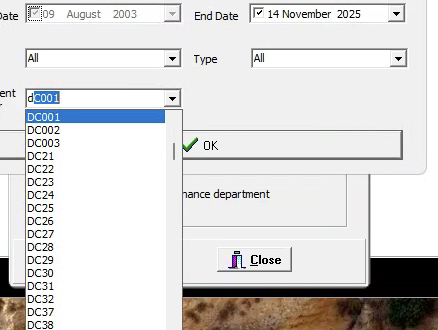 Date 09 August 2003 End Date 14 November 2025
All Type All
ent dC001
r
DC001
DC002
DC003
OK
DC21
DC22
DC23
DC24
nance department
DC25
DC26
DC27
DC28
DC29
Close
DC30
DC31
DC32
DC37
DC38